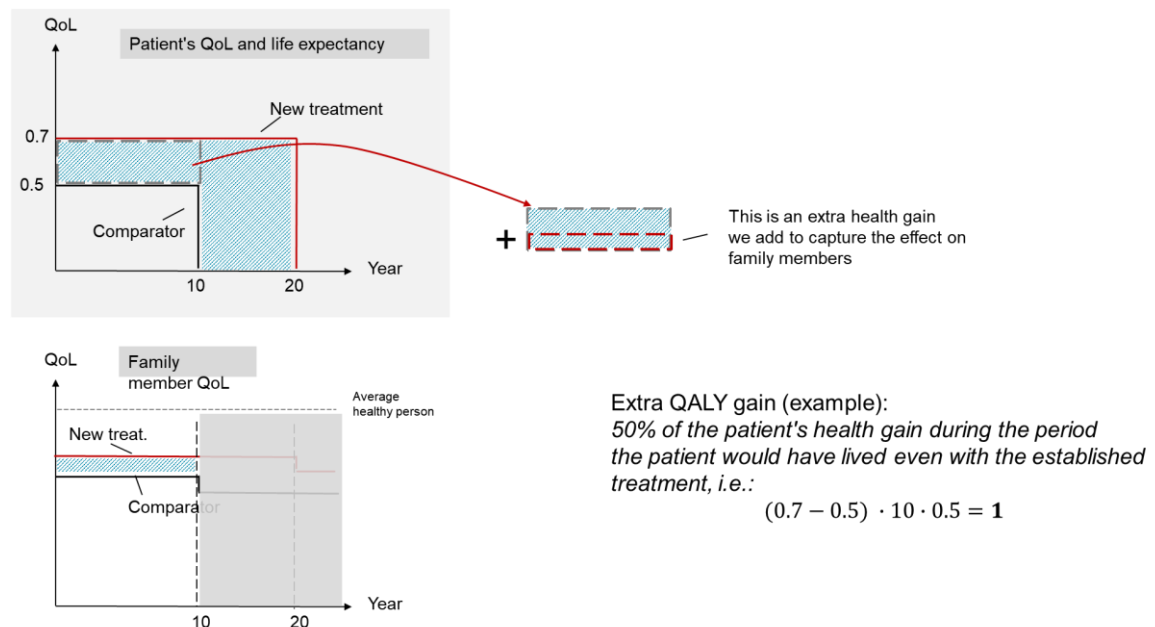 QoL
Patient's QoL and life expectancy
New treatment
0.7
0.5
Comparator
Year
10
20
+
This is an extra health gain
we add to capture the effect on
family members
QoL
Family
member QoL
Average
healthy person
New treat.
Comparator
Year
10
20
Extra QALY gain (example):
50% of the patient's health gain during the period
the patient would have lived even with the established
treatment, i.e.:
(0.7 − 0.5) · 10 · 0.5 = 1